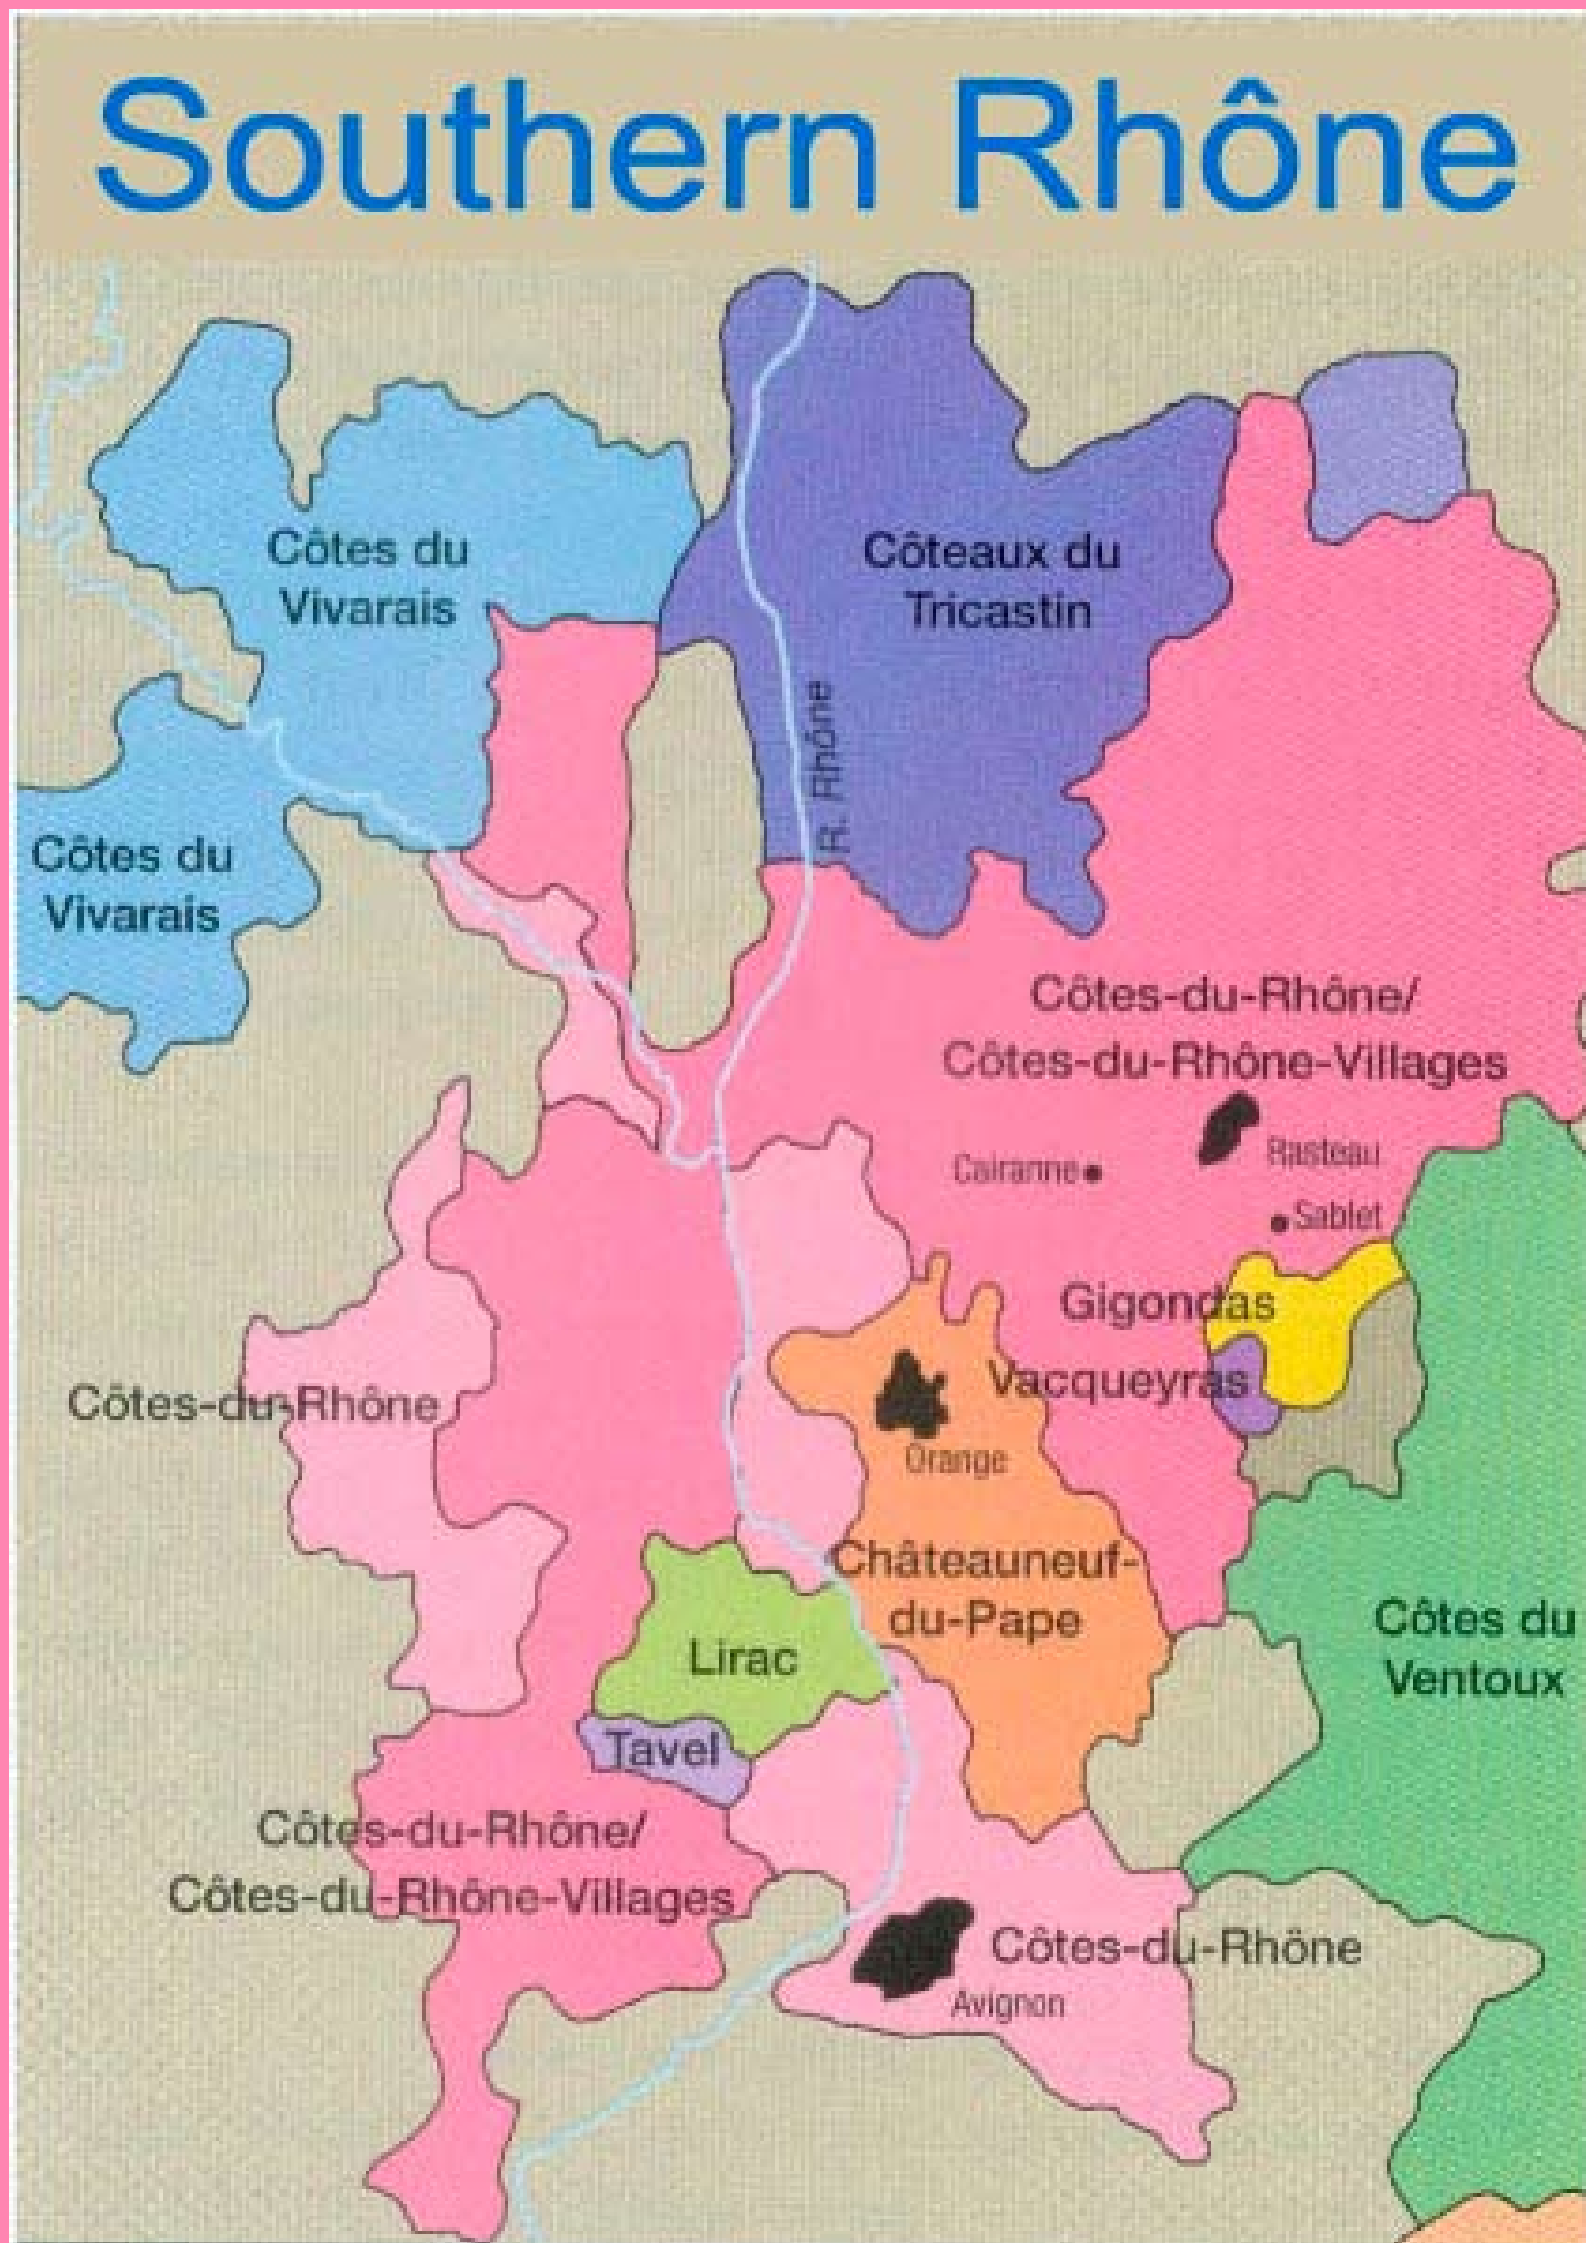 Southern Rhône
Côtes du
Vivarais
Côteaux du
Tricastin
R. Rhône
Côtes du
Vivarais
Côtes-du-Rhône/
Côtes-du-Rhône-Villages
Rasteau
Cairanne
Sablet
Gigondas
Vacqueyras
Côtes-du-Rhône
Orange
Châteauneuf-
du-Pape
Côtes du
Ventoux
Lirac
Tavel
Côtes-du-Rhône/
Côtes-du-Rhône-Villages
Côtes-du-Rhône
Avignon